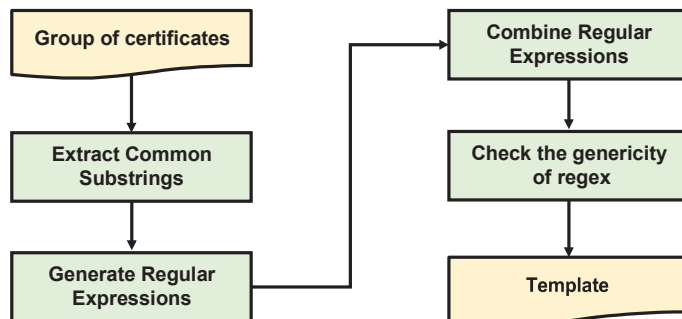 Group of certificates
Extract Common
Substrings
Generate Regular
Expressions
Combine Regular
Expressions
Check the genericity
of regex
Template